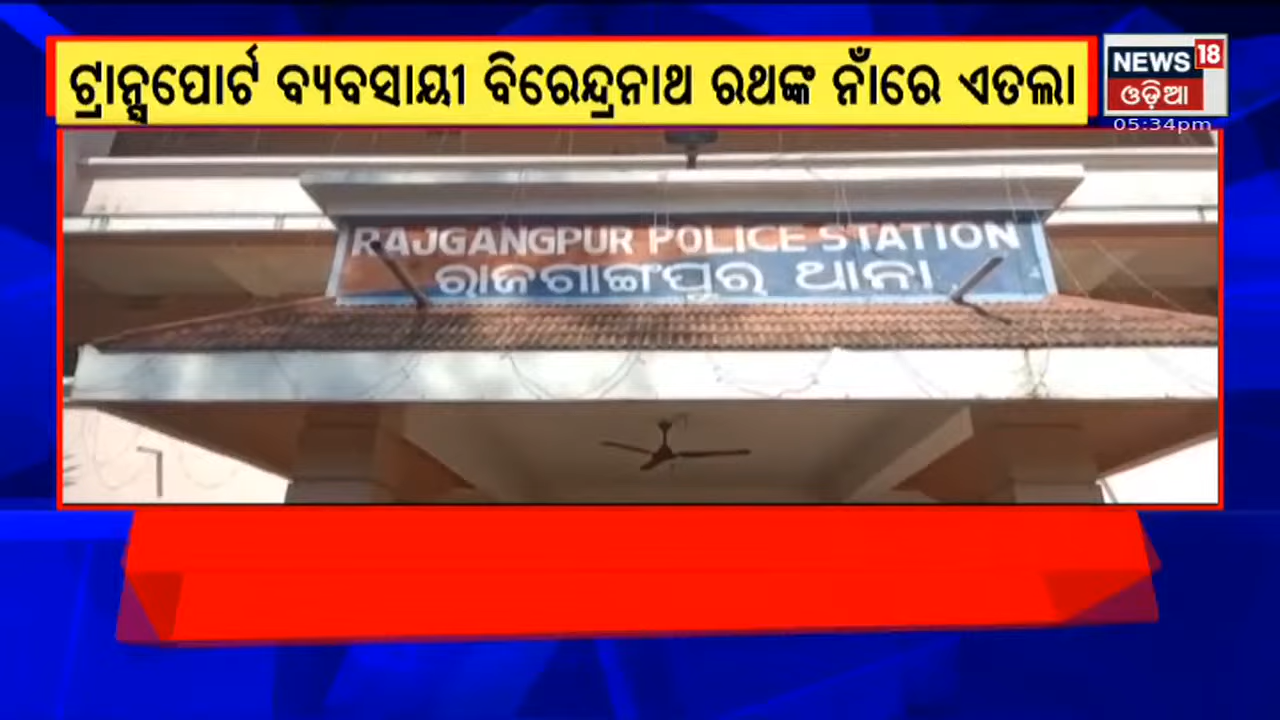 ଟ୍ରାନ୍ସପୋର୍ଟ ବ୍ୟବସାୟୀ ବିରେନ୍ଦ୍ରନାଥ ରଥଙ୍କ ନାଁରେ ଏତଲା
NEWS 18
ଓଡ଼ିଆ
05:34pm
RAJGANGPUR POLICE STATION
ରାଜଗାଙ୍ଗପୁର ଥାନା